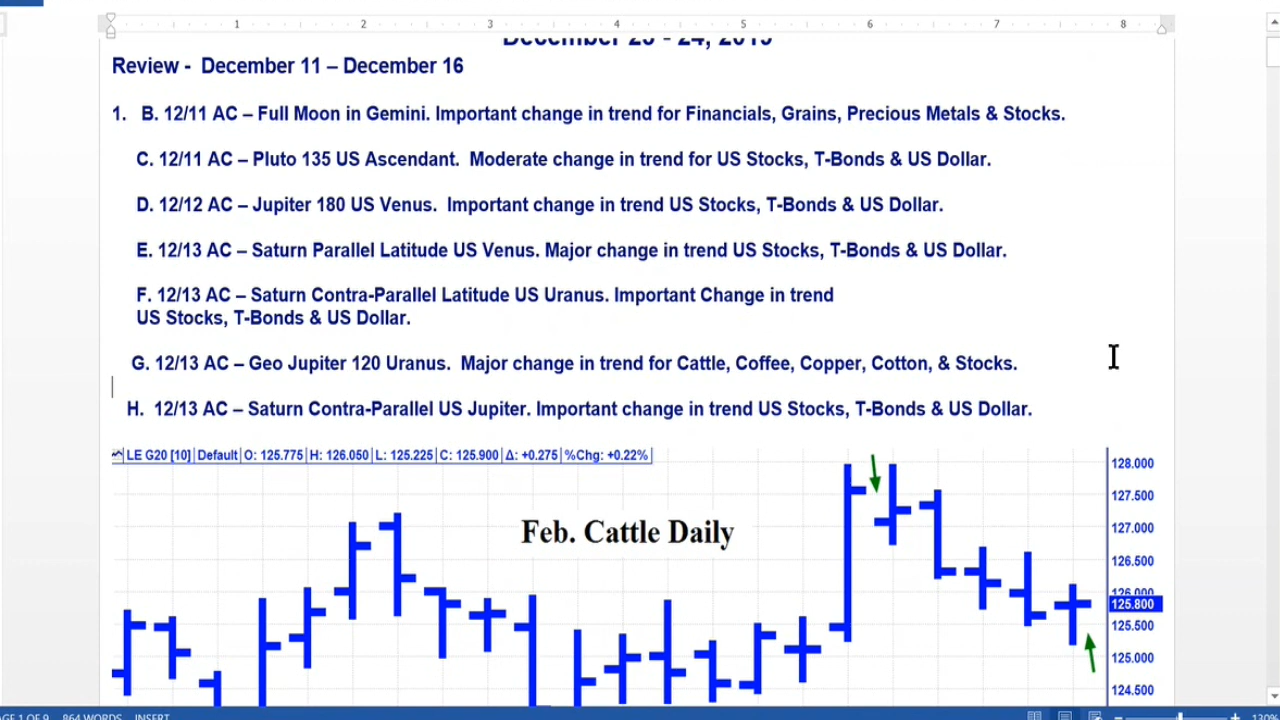 1 2 3 4 5 6 7 8
Review - December 11 – December 16
1. B. 12/11 AC – Full Moon in Gemini. Important change in trend for Financials, Grains, Precious Metals & Stocks.
C. 12/11 AC – Pluto 135 US Ascendant. Moderate change in trend for US Stocks, T-Bonds & US Dollar.
D. 12/12 AC – Jupiter 180 US Venus. Important change in trend US Stocks, T-Bonds & US Dollar.
E. 12/13 AC – Saturn Parallel Latitude US Venus. Major change in trend US Stocks, T-Bonds & US Dollar.
F. 12/13 AC – Saturn Contra-Parallel Latitude US Uranus. Important Change in trend
US Stocks, T-Bonds & US Dollar.
G. 12/13 AC – Geo Jupiter 120 Uranus. Major change in trend for Cattle, Coffee, Copper, Cotton, & Stocks.
H. 12/13 AC – Saturn Contra-Parallel US Jupiter. Important change in trend US Stocks, T-Bonds & US Dollar.
LE G20 [10] Default O: 125.775 H: 126.050 L: 125.225 C: 125.900 Δ: +0.275 %Chg: +0.22%
Feb. Cattle Daily
128.000
127.500
127.000
126.500
126.000
125.800
125.500
125.000
124.500
864 WORDS INSERT 130%